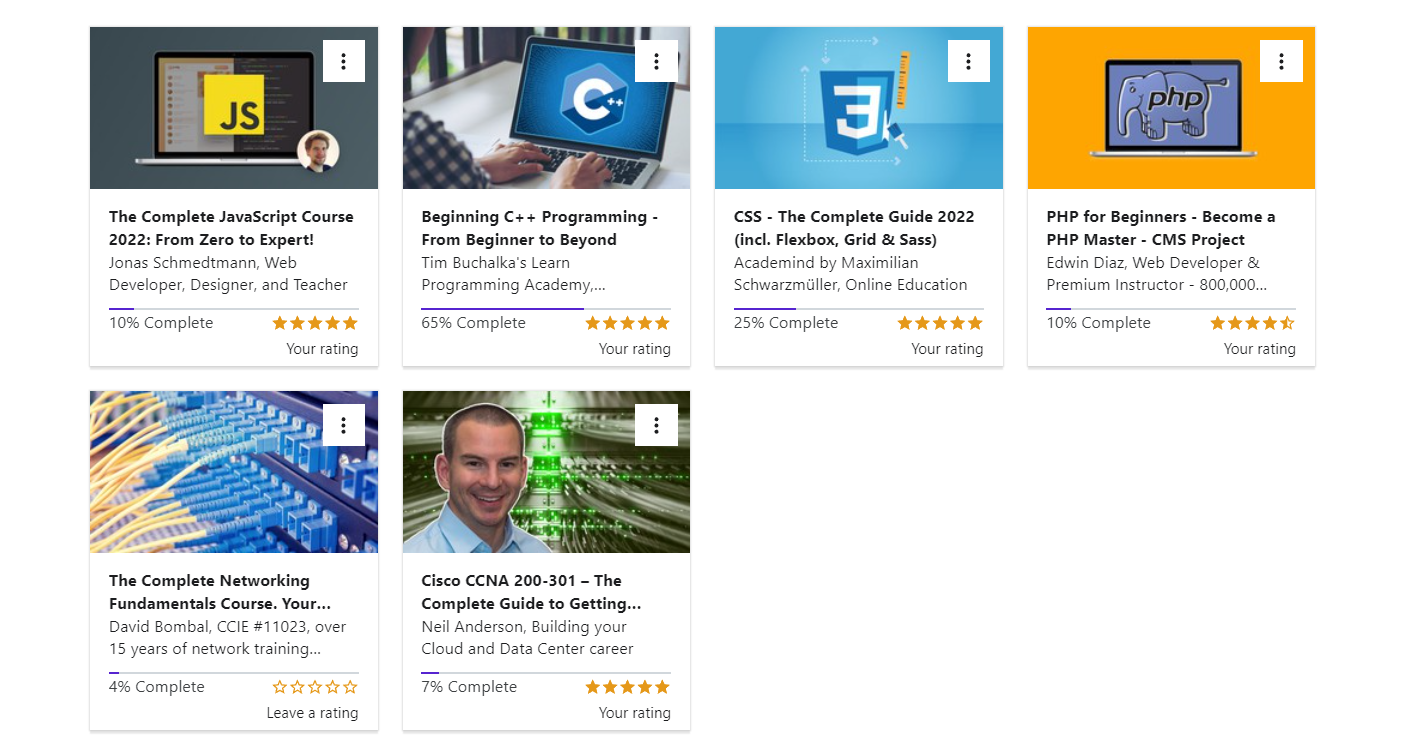 JS
C++
3
php
The Complete JavaScript Course
2022: From Zero to Expert!
Jonas Schmedtmann, Web
Developer, Designer, and Teacher
10% Complete
Your rating
Beginning C++ Programming -
From Beginner to Beyond
Tim Buchalka's Learn
Programming Academy,...
65% Complete
Your rating
CSS - The Complete Guide 2022
(incl. Flexbox, Grid & Sass)
Academind by Maximilian
Schwarzmüller, Online Education
25% Complete
Your rating
PHP for Beginners - Become a
PHP Master - CMS Project
Edwin Diaz, Web Developer &
Premium Instructor - 800,000...
10% Complete
Your rating
The Complete Networking
Fundamentals Course. Your...
David Bombal, CCIE #11023, over
15 years of network training...
4% Complete
Leave a rating
Cisco CCNA 200-301 – The
Complete Guide to Getting...
Neil Anderson, Building your
Cloud and Data Center career
7% Complete
Your rating